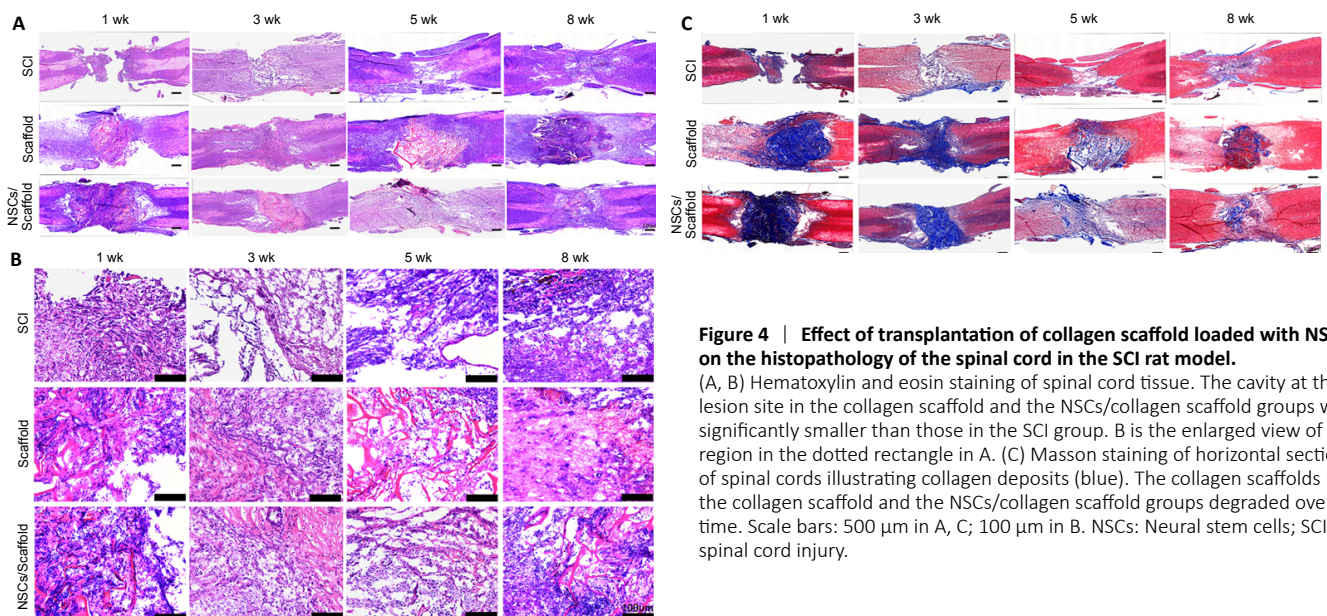 A
1 wk
3 wk
5 wk
8 wk
SCI
Scaffold
NSCs/
Scaffold
B
1 wk
3 wk
5 wk
8 wk
SCI
Scaffold
NSCs/Scaffold
100μm
C
1 wk
3 wk
5 wk
8 wk
SCI
Scaffold
NSCs/
Scaffold
Figure 4 | Effect of transplantation of collagen scaffold loaded with NS
on the histopathology of the spinal cord in the SCI rat model.
(A, B) Hematoxylin and eosin staining of spinal cord tissue. The cavity at th
lesion site in the collagen scaffold and the NSCs/collagen scaffold groups w
significantly smaller than those in the SCI group. B is the enlarged view of
region in the dotted rectangle in A. (C) Masson staining of horizontal sectio
of spinal cords illustrating collagen deposits (blue). The collagen scaffolds
the collagen scaffold and the NSCs/collagen scaffold groups degraded over
time. Scale bars: 500 μm in A, C; 100 μm in B. NSCs: Neural stem cells; SCI
spinal cord injury.